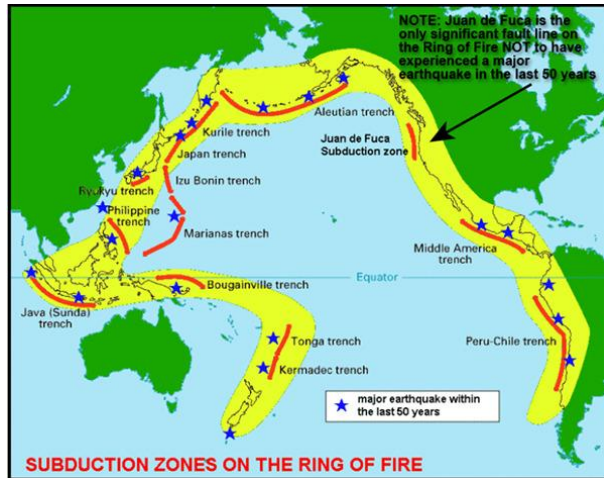 NOTE: Juan de Fuca is the
only significant fault line on
the Ring of Fire NOT to have
experienced a major
earthquake in the last 50 years
Aleutian trench
Kurile trench
Japan trench
Juan de Fuca
Subduction zone
Izu Bonin trench
Ryukyu trench
Philippine
trench
Marianas trench
Middle America
trench
Equator
Bougainville trench
Java (Sunda)
trench
Tonga trench
Peru-Chile trench
Kermadec trench
major earthquake within
the last 50 years
SUBDUCTION ZONES ON THE RING OF FIRE